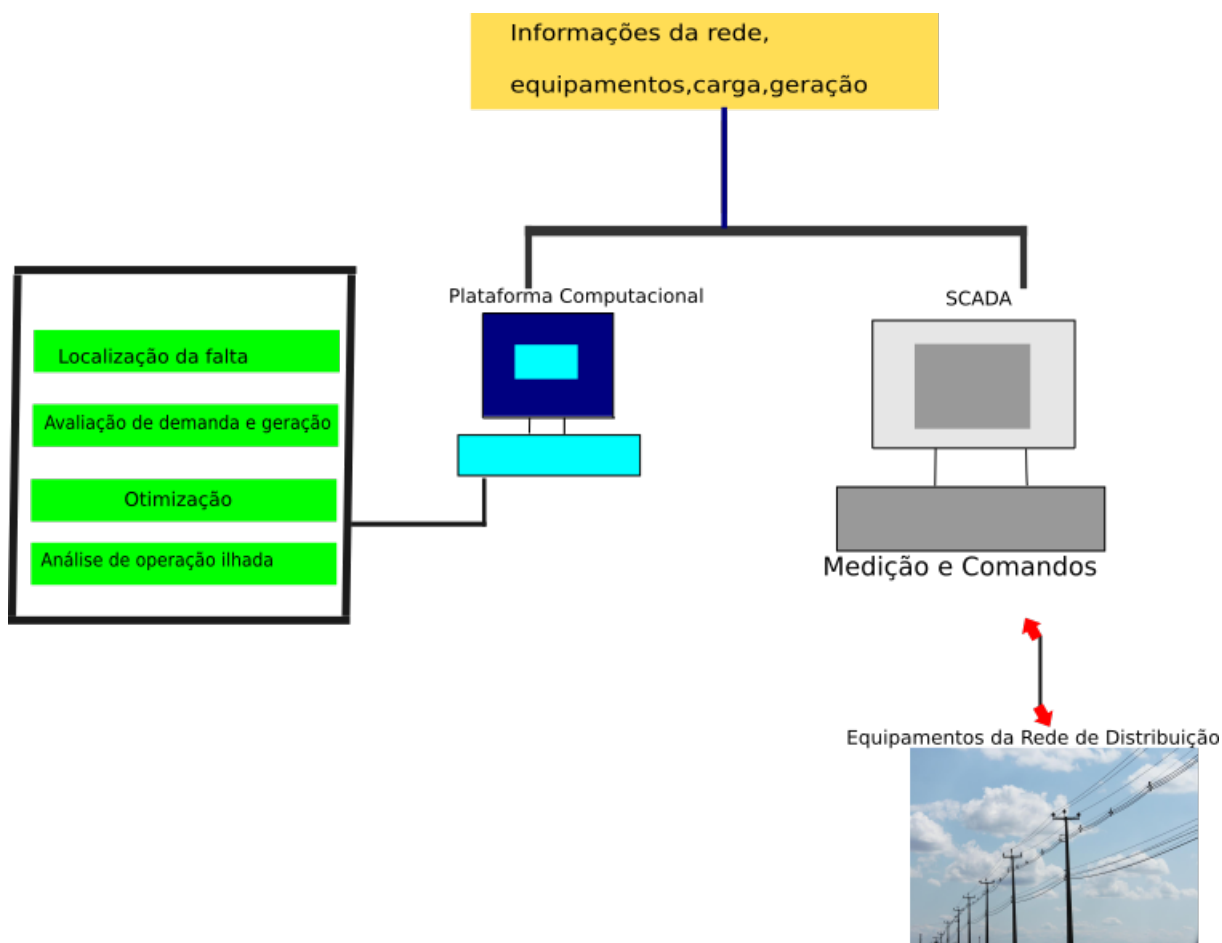 Informações da rede,
equipamentos,carga,geração
Plataforma Computacional
SCADA
Localização da falta
Avaliação de demanda e geração
Otimização
Análise de operação ilhada
Medição e Comandos
Equipamentos da Rede de Distribuição